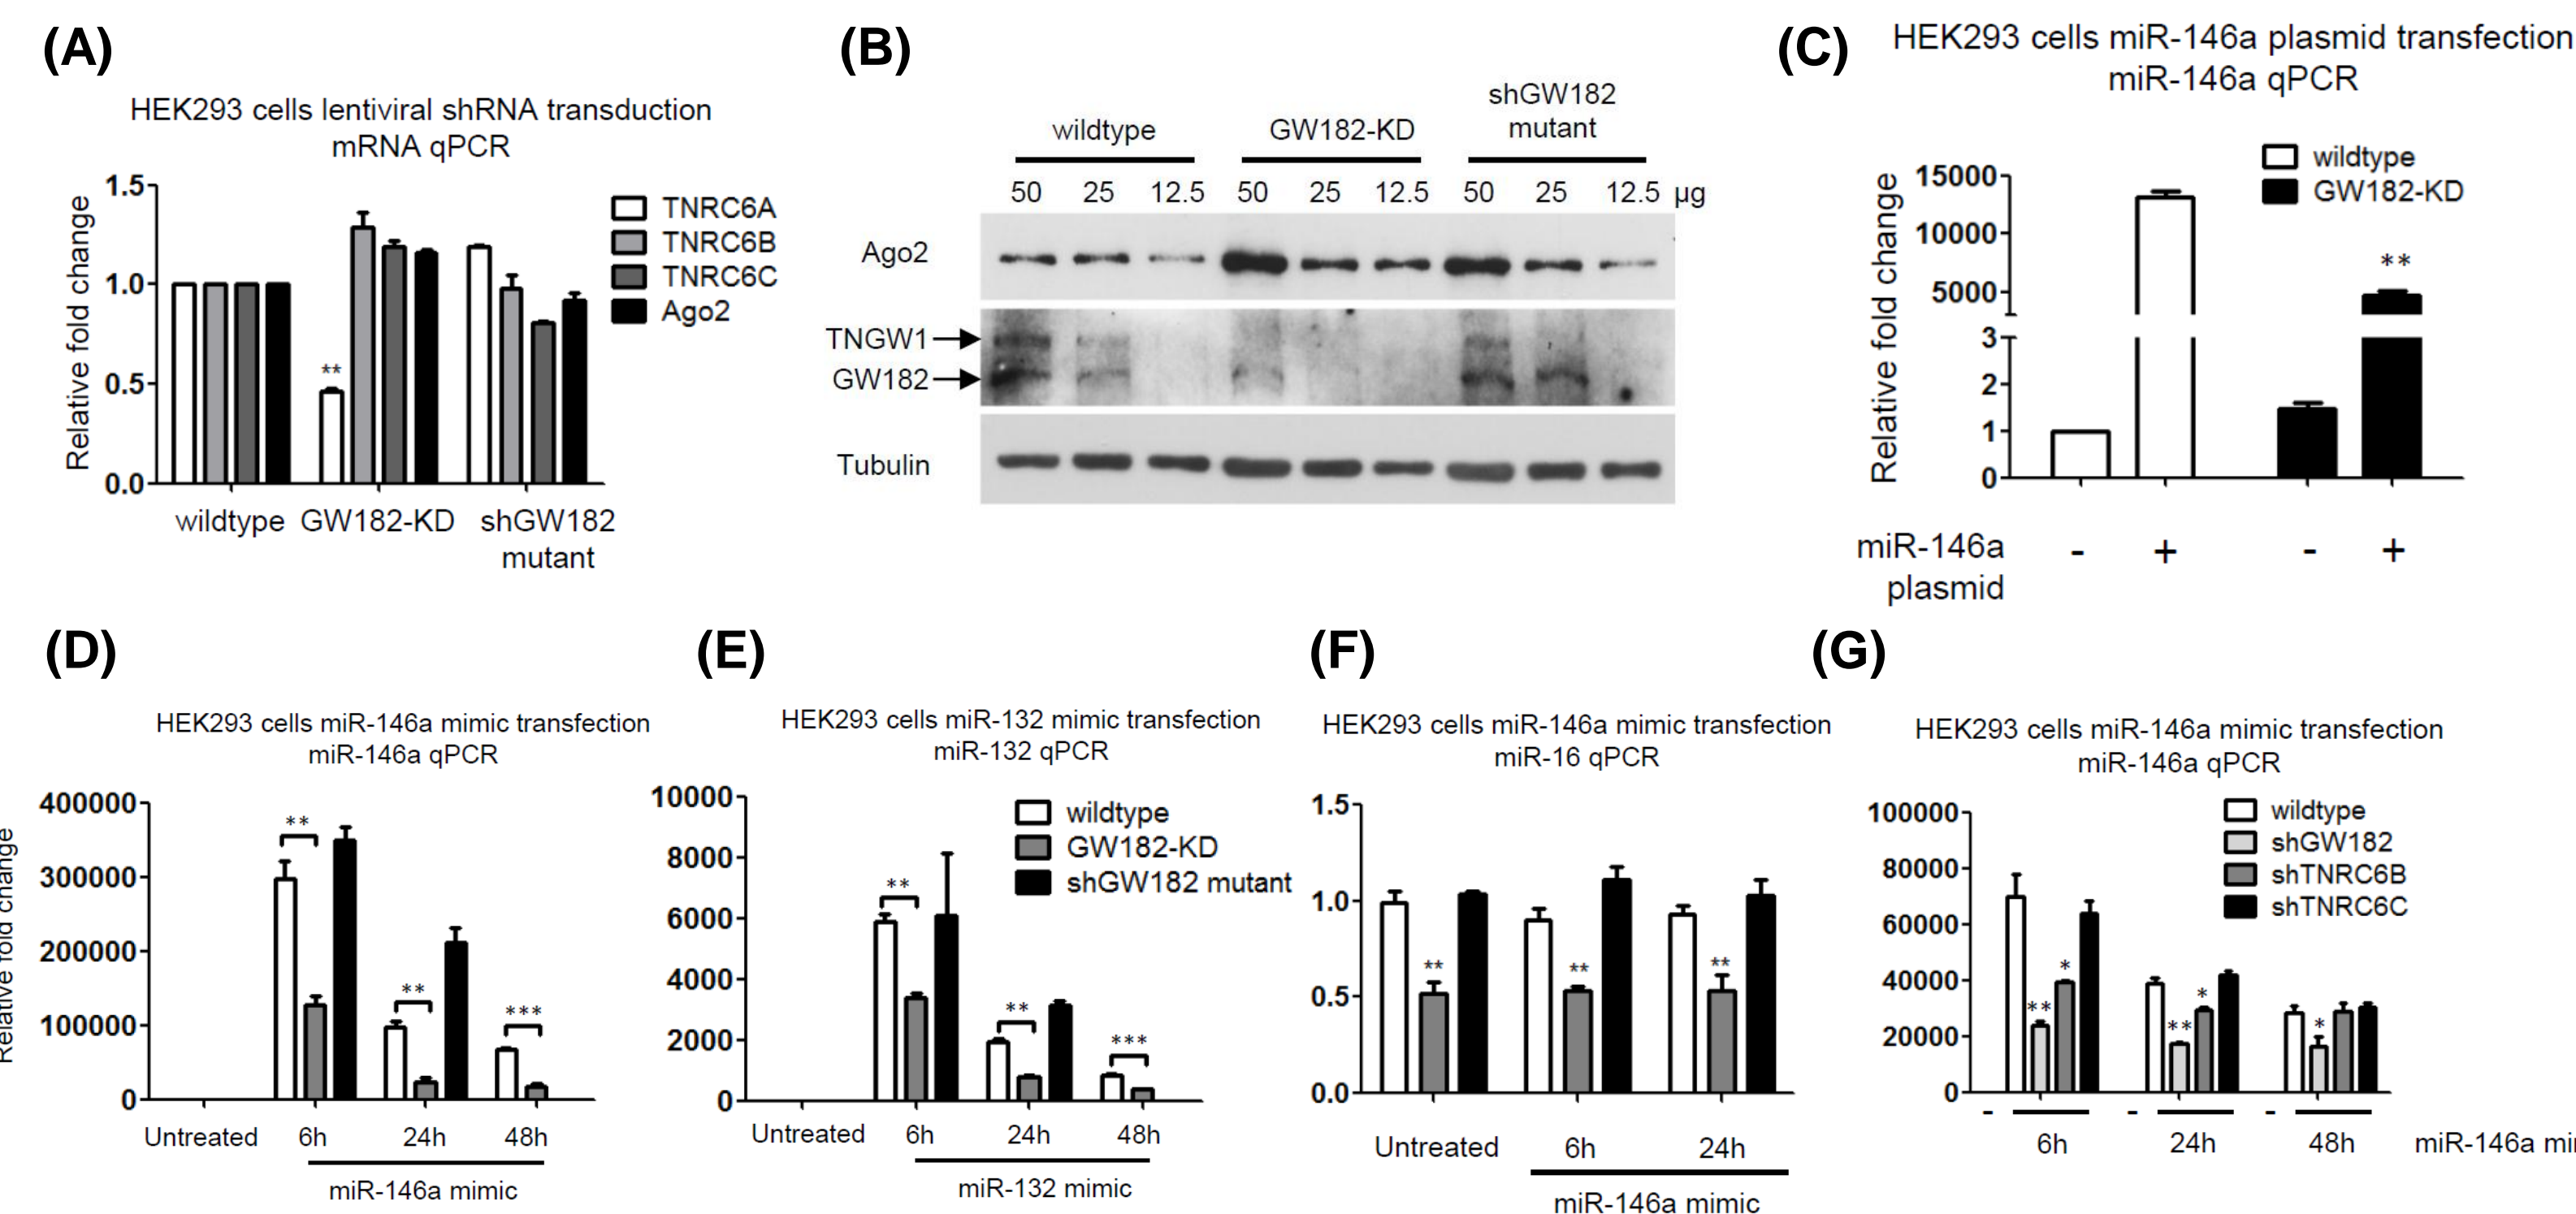 (A)
HEK293 cells lentiviral shRNA transduction
mRNA qPCR
Relative fold change
1.5
1.0
0.5
0.0
**
TNRC6A
TNRC6B
TNRC6C
Ago2
wildtype GW182-KD shGW182
mutant
(B)
wildtype GW182-KD shGW182
mutant
50 25 12.5 50 25 12.5 50 25 12.5 µg
Ago2
TNGW1
GW182
Tubulin
(C)
HEK293 cells miR-146a plasmid transfection
miR-146a qPCR
Relative fold change
15000
10000
5000
3
2
1
0
wildtype
GW182-KD
**
miR-146a
plasmid
- + - +
(D)
HEK293 cells miR-146a mimic transfection
miR-146a qPCR
Relative fold change
400000
300000
200000
100000
0
** ** ***
Untreated 6h 24h 48h
miR-146a mimic
(E)
HEK293 cells miR-132 mimic transfection
miR-132 qPCR
10000
8000
6000
4000
2000
0
wildtype
GW182-KD
shGW182 mutant
** ** ***
Untreated 6h 24h 48h
miR-132 mimic
(F)
HEK293 cells miR-146a mimic transfection
miR-16 qPCR
1.5
1.0
0.5
0.0
** ** **
Untreated 6h 24h
miR-146a mimic
(G)
HEK293 cells miR-146a mimic transfection
miR-146a qPCR
100000
80000
60000
40000
20000
0
wildtype
shGW182
shTNRC6B
shTNRC6C
** * ** * *
- - -
6h 24h 48h miR-146a mi